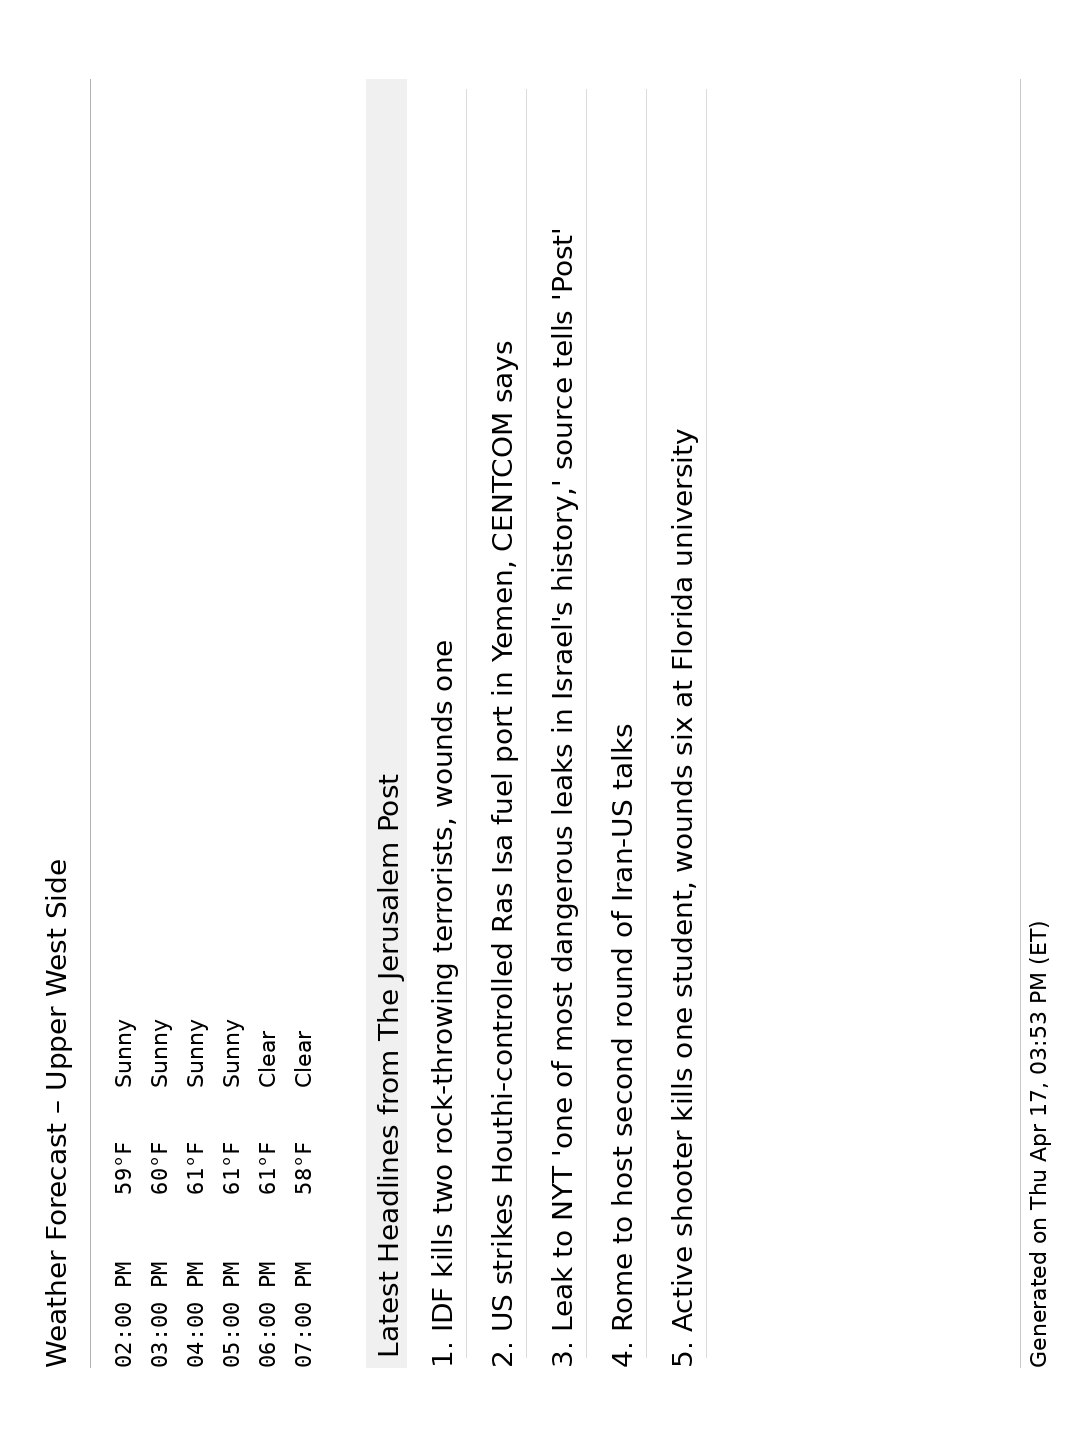 Weather Forecast – Upper West Side
02:00 PM 59°F Sunny
03:00 PM 60°F Sunny
04:00 PM 61°F Sunny
05:00 PM 61°F Sunny
06:00 PM 61°F Clear
07:00 PM 58°F Clear
Latest Headlines from The Jerusalem Post
1. IDF kills two rock-throwing terrorists, wounds one
2. US strikes Houthi-controlled Ras Isa fuel port in Yemen, CENTCOM says
3. Leak to NYT 'one of most dangerous leaks in Israel's history,' source tells 'Post'
4. Rome to host second round of Iran-US talks
5. Active shooter kills one student, wounds six at Florida university
Generated on Thu Apr 17, 03:53 PM (ET)